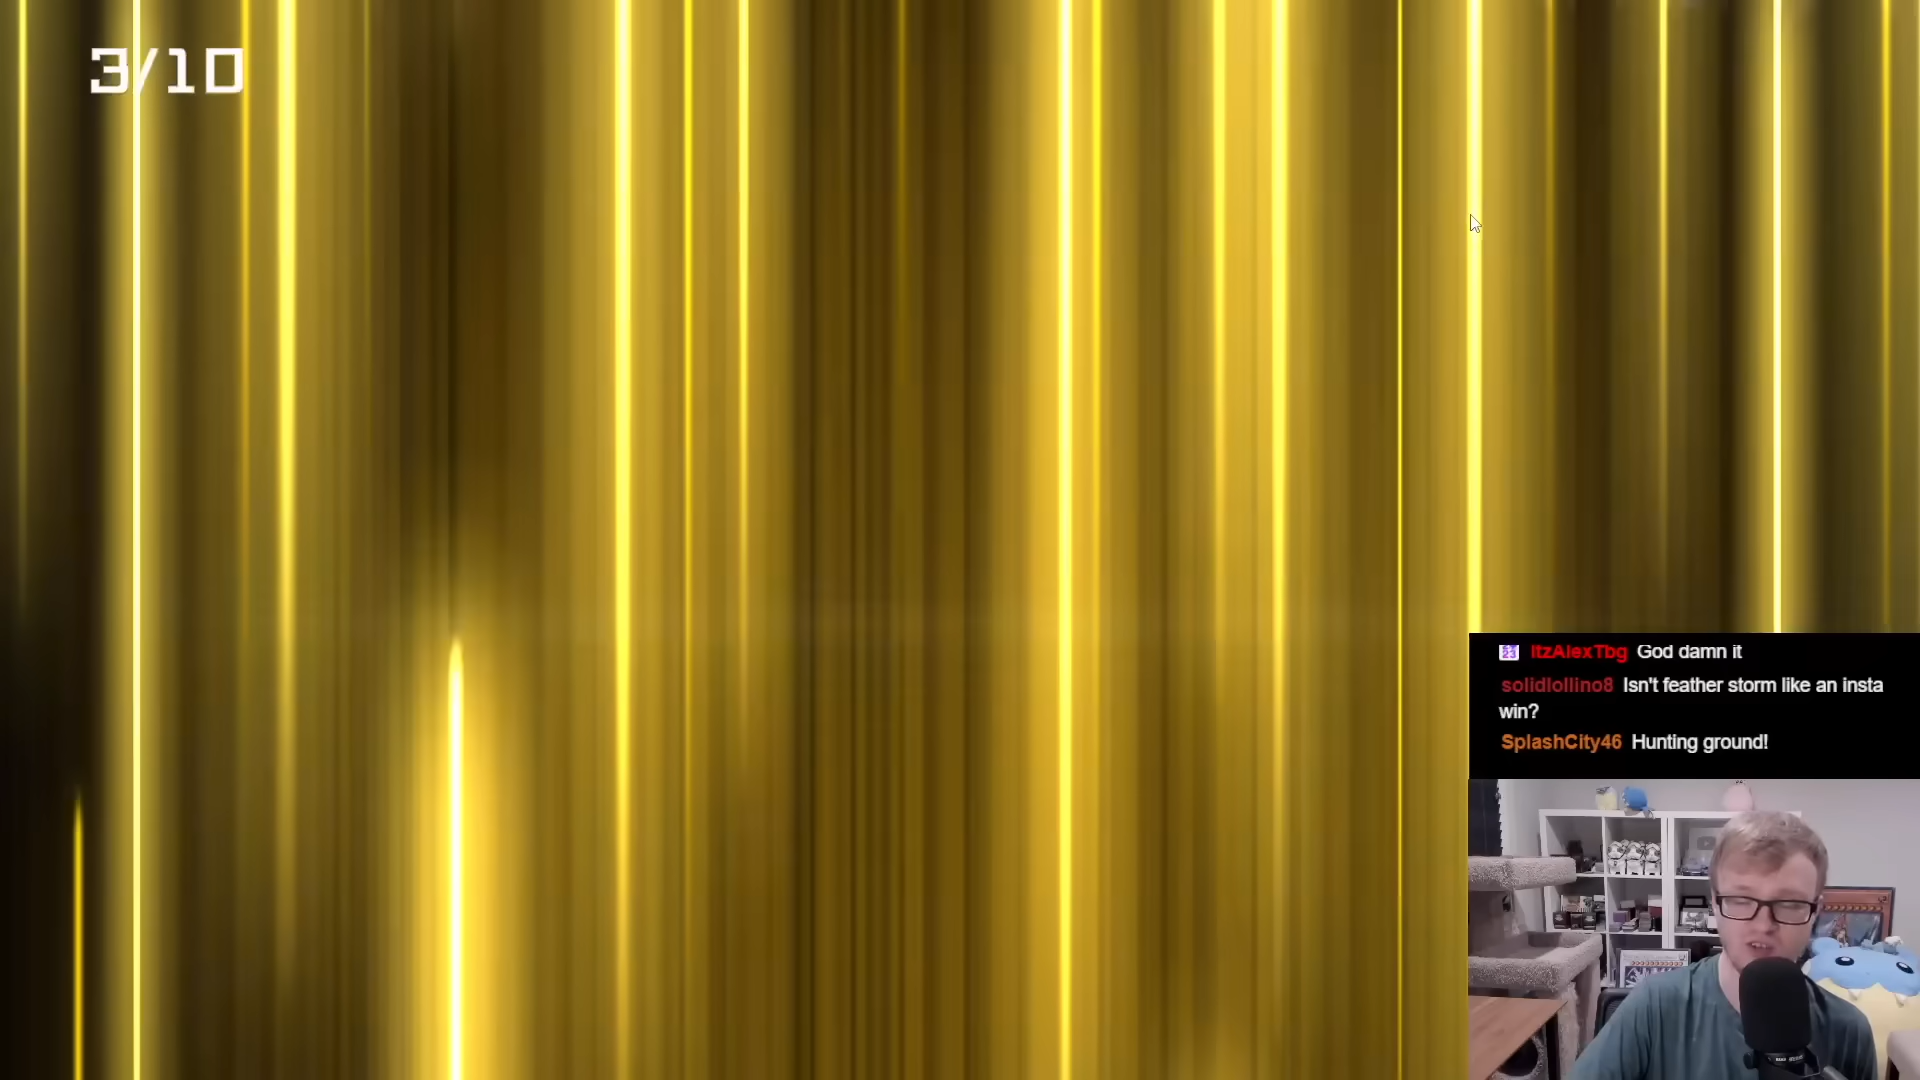 3/10
ItzAlexTbg God damn it
solidlollino8 Isn't feather storm like an insta
win?
SplashCity46 Hunting ground!